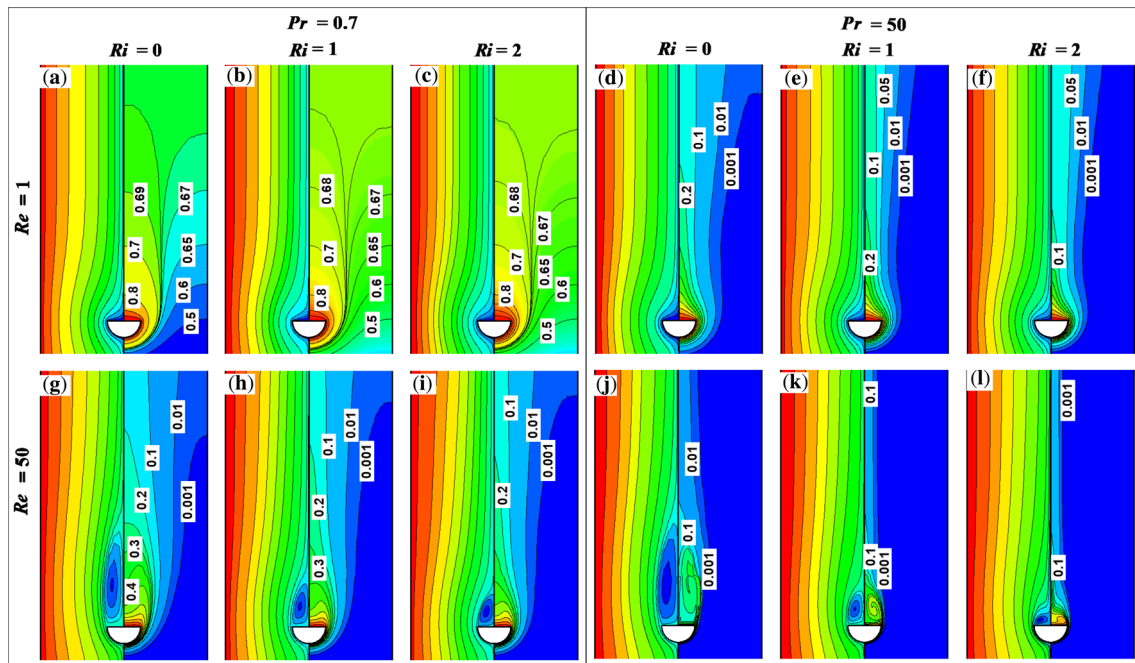 Pr = 0.7
Pr = 50
Ri = 0
Ri = 1
Ri = 2
Ri = 0
Ri = 1
Ri = 2
Re = 1
(a)
0.69
0.67
0.7
0.65
0.8
0.6
0.5
(b)
0.68
0.67
0.7
0.65
0.8
0.6
0.5
(c)
0.68
0.67
0.7
0.65
0.8
0.6
0.5
(d)
0.01
0.1
0.001
0.2
(e)
0.05
0.01
0.1
0.001
0.2
(f)
0.05
0.01
0.001
0.1
Re = 50
(g)
0.01
0.1
0.2
0.001
0.3
0.4
(h)
0.01
0.1
0.001
0.2
0.3
(i)
0.1
0.01
0.001
0.2
(j)
0.01
0.1
0.001
(k)
0.1
0.1
0.001
(l)
0.001
0.1